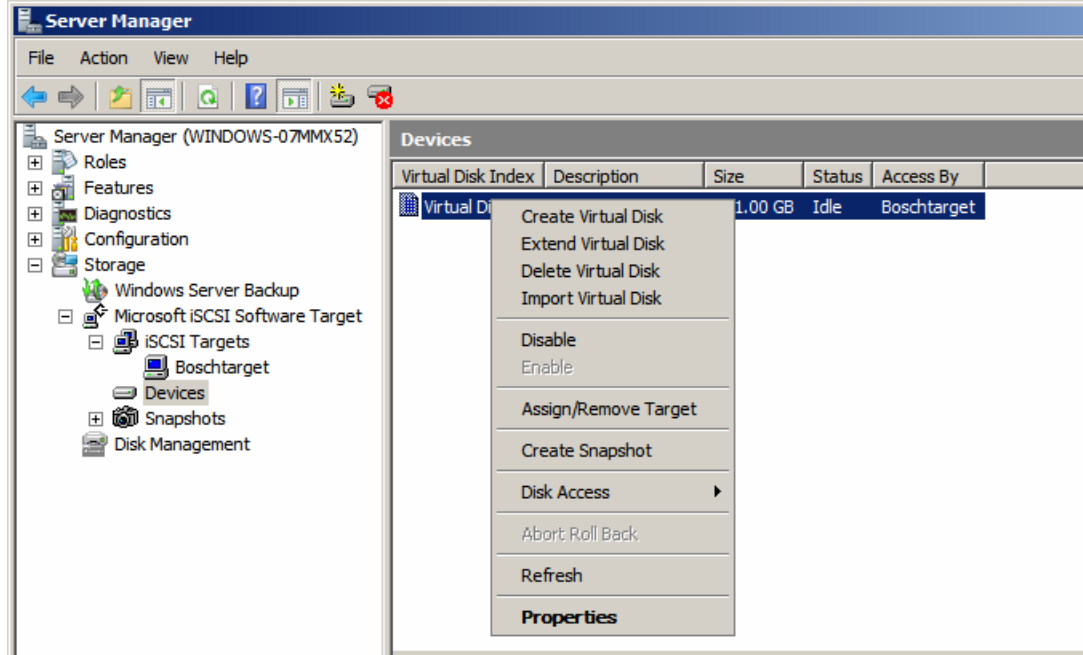 Server Manager
File Action View Help
Server Manager (WINDOWS-07MMX52)
Roles
Features
Diagnostics
Configuration
Storage
Windows Server Backup
Microsoft iSCSI Software Target
iSCSI Targets
Boschtarget
Devices
Snapshots
Disk Management
Devices
Virtual Disk Index Description Size Status Access By
Virtual Di 1.00 GB Idle Boschtarget
Create Virtual Disk
Extend Virtual Disk
Delete Virtual Disk
Import Virtual Disk
Disable
Enable
Assign/Remove Target
Create Snapshot
Disk Access
Abort Roll Back
Refresh
Properties